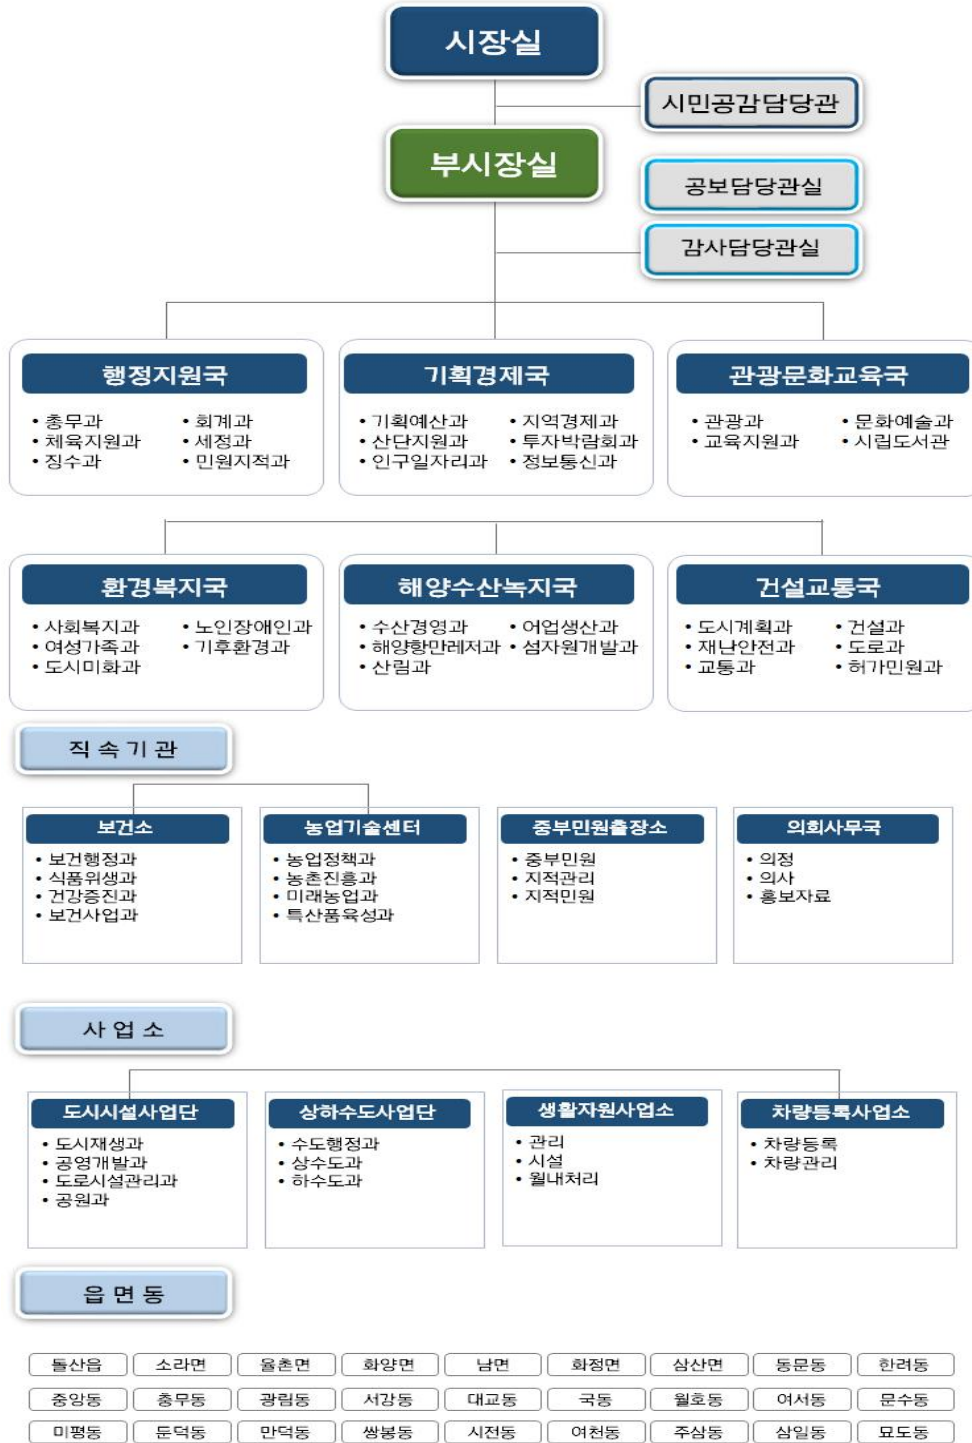 시장실
시민공감담당관
부시장실
공보담당관실
감사담당관실
행정지원국 기획경제국 관광문화교육국
• 총무과 • 회계과 • 기획예산과 • 지역경제과 • 관광과 • 문화예술과
• 체육지원과 • 세정과 • 산단지원과 • 투자박람회과 • 교육지원과 • 시립도서관
• 징수과 • 민원지적과 • 인구일자리과 • 정보통신과
환경복지국 해양수산녹지국 건설교통국
• 사회복지과 • 노인장애인과 • 수산경영과 • 어업생산과 • 도시계획과 • 건설과
• 여성가족과 • 기후환경과 • 해양항만레저과 • 섬자원개발과 • 재난안전과 • 도로과
• 도시미화과 • 산림과 • 교통과 • 허가민원과
직 속 기 관
보건소 농업기술센터 중부민원출장소 의회사무국
• 보건행정과 • 농업정책과 • 중부민원 • 의정
• 식품위생과 • 농촌진흥과 • 지적관리 • 의사
• 건강증진과 • 미래농업과 • 지적민원 • 홍보자료
• 보건사업과 • 특산품육성과
사 업 소
도시시설사업단 상하수도사업단 생활자원사업소 차량등록사업소
• 도시재생과 • 수도행정과 • 관리 • 차량등록
• 공영개발과 • 상수도과 • 시설 • 차량관리
• 도로시설관리과 • 하수도과 • 월내처리
• 공원과
읍 면 동
돌산읍 소라면 율촌면 화양면 남면 화정면 삼산면 동문동 한려동
중앙동 충무동 광림동 서강동 대교동 국동 월호동 여서동 문수동
미평동 둔덕동 만덕동 쌍봉동 시전동 여천동 주삼동 삼일동 묘도동